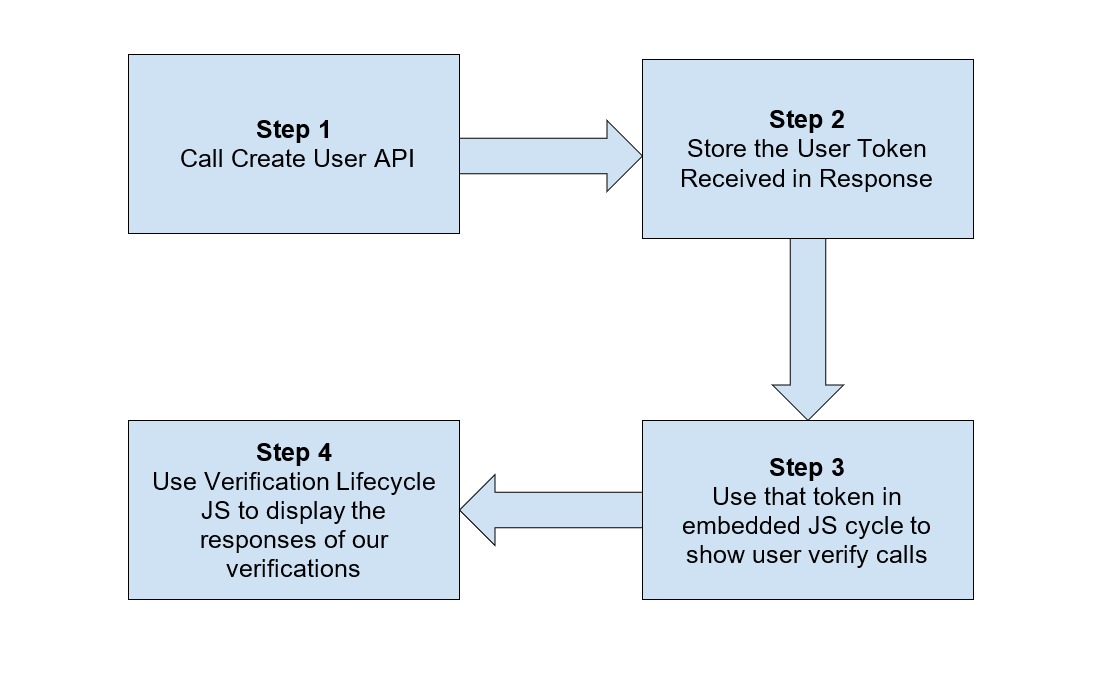 Step 1
Call Create User API
Step 2
Store the User Token
Received in Response
Step 3
Use that token in
embedded JS cycle to
show user verify calls
Step 4
Use Verification Lifecycle
JS to display the
responses of our
verifications